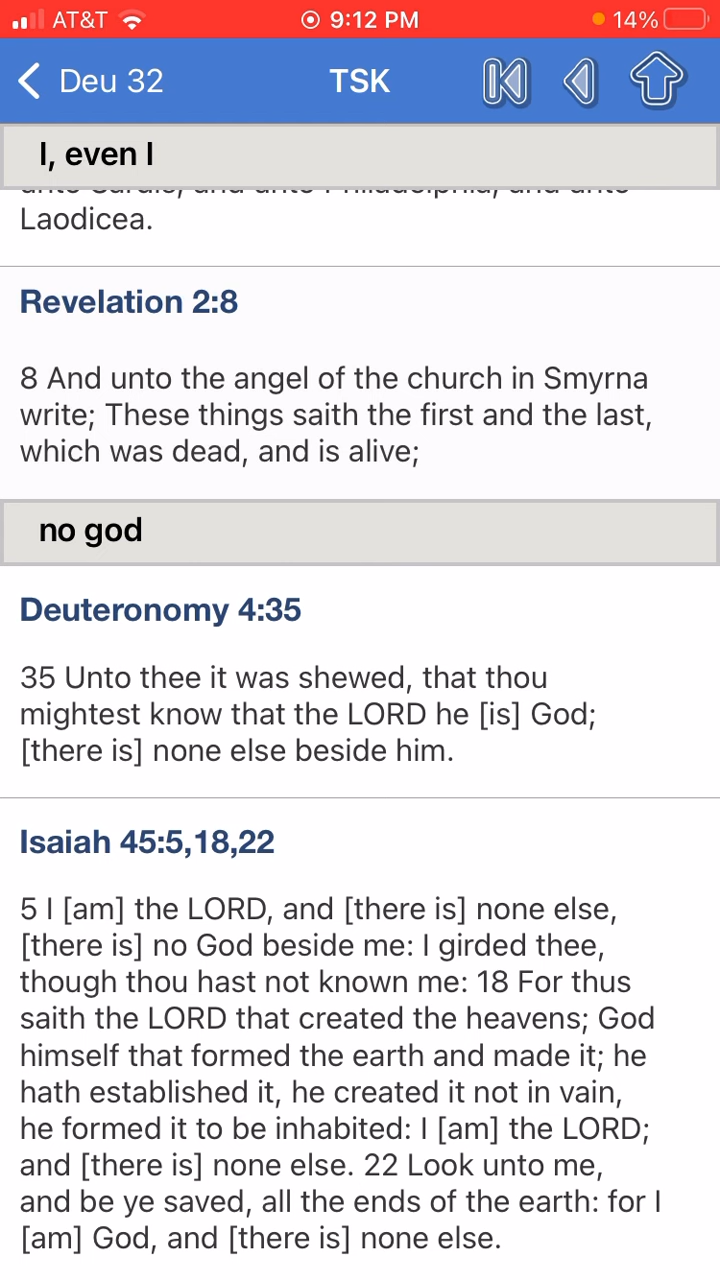 AT&T 9:12 PM 14%
Deu 32 TSK
I, even I
Laodicea.
Revelation 2:8
8 And unto the angel of the church in Smyrna
write; These things saith the first and the last,
which was dead, and is alive;
no god
Deuteronomy 4:35
35 Unto thee it was shewed, that thou
mightest know that the LORD he [is] God;
[there is] none else beside him.
Isaiah 45:5,18,22
5 I [am] the LORD, and [there is] none else,
[there is] no God beside me: I girded thee,
though thou hast not known me: 18 For thus
saith the LORD that created the heavens; God
himself that formed the earth and made it; he
hath established it, he created it not in vain,
he formed it to be inhabited: I [am] the LORD;
and [there is] none else. 22 Look unto me,
and be ye saved, all the ends of the earth: for I
[am] God, and [there is] none else.